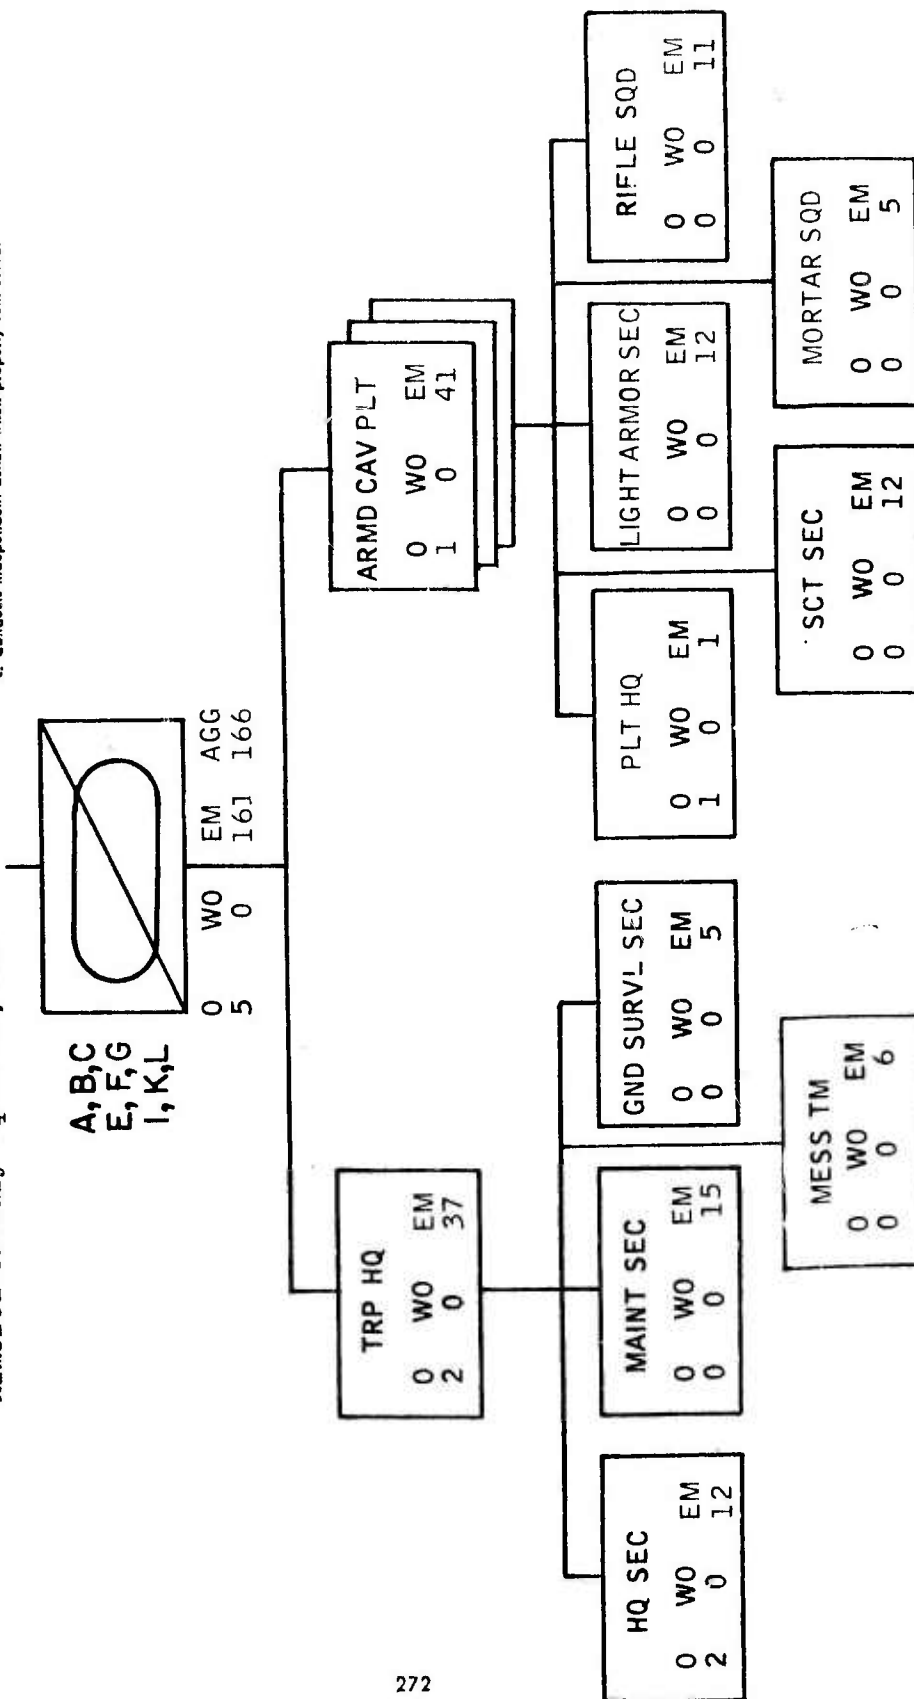 A, B, C
E, F, G
I, K, L
O WO EM AGG
5 0 161 166
TRP HQ
O WO EM
2 0 37
ARMD CAV PLT
O WO EM
1 0 41
HQ SEC
O WO EM
2 0 12
MAINT SEC
O WO EM
0 0 15
GND SURVL SEC
O WO EM
0 0 5
MESS TM
O WO EM
0 0 6
PLT HQ
O WO EM
1 0 1
LIGHT ARMOR SEC
O WO EM
0 0 12
RIFLE SQD
O WO EM
0 0 11
SCT SEC
O WO EM
0 0 12
MORTAR SQD
O WO EM
0 0 5
272